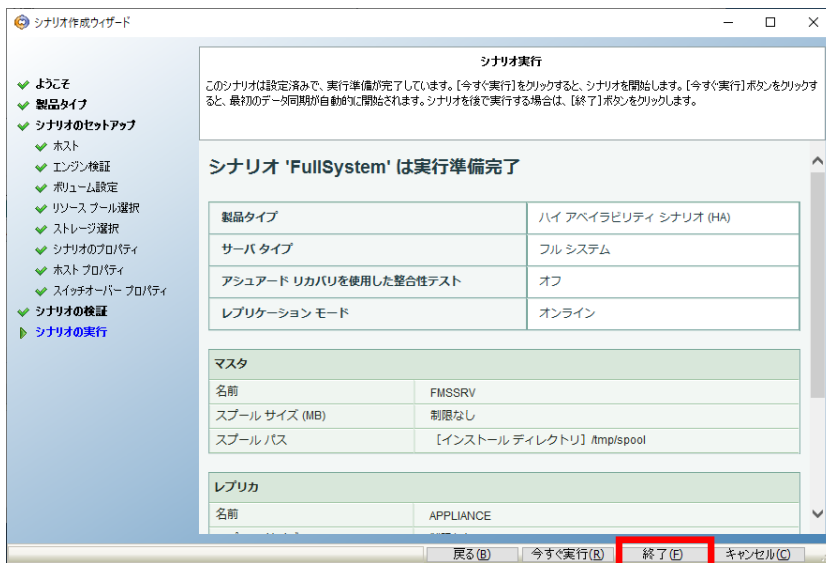 シナリオ作成ウィザード
ようこそ
製品タイプ
シナリオのセットアップ
ホスト
エンジン検証
ボリューム設定
リソース プール選択
ストレージ選択
シナリオのプロパティ
ホスト プロパティ
スイッチオーバー プロパティ
シナリオの検証
シナリオの実行
シナリオ実行
このシナリオは設定済みで、実行準備が完了しています。[今すぐ実行]をクリックすると、シナリオを開始します。[今すぐ実行]ボタンをクリックす
ると、最初のデータ同期が自動的に開始されます。シナリオを後で実行する場合は、[終了]ボタンをクリックします。
シナリオ 'FullSystem' は実行準備完了
製品タイプ ハイ アベイラビリティ シナリオ (HA)
サーバ タイプ フル システム
アシュアード リカバリを使用した整合性テスト オフ
レプリケーション モード オンライン
マスタ
名前 FMSSRV
スプール サイズ (MB) 制限なし
スプール パス [インストール ディレクトリ] /tmp/spool
レプリカ
名前 APPLIANCE
戻る(B) 今すぐ実行(R) 終了(F) キャンセル(C)